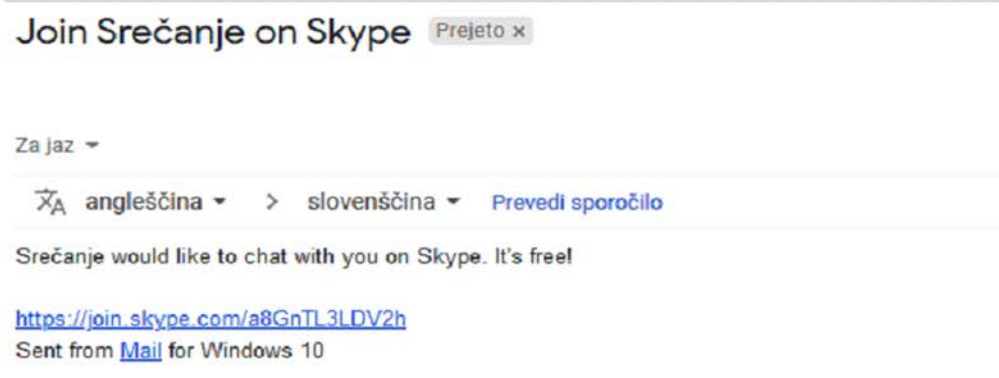 Join Srečanje on Skype Prejeto ×
Za jaz
angleščina > slovenščina Prevedi sporočilo
Srečanje would like to chat with you on Skype. It's free!
https://join.skype.com/a8GnTL3LDV2h
Sent from Mail for Windows 10